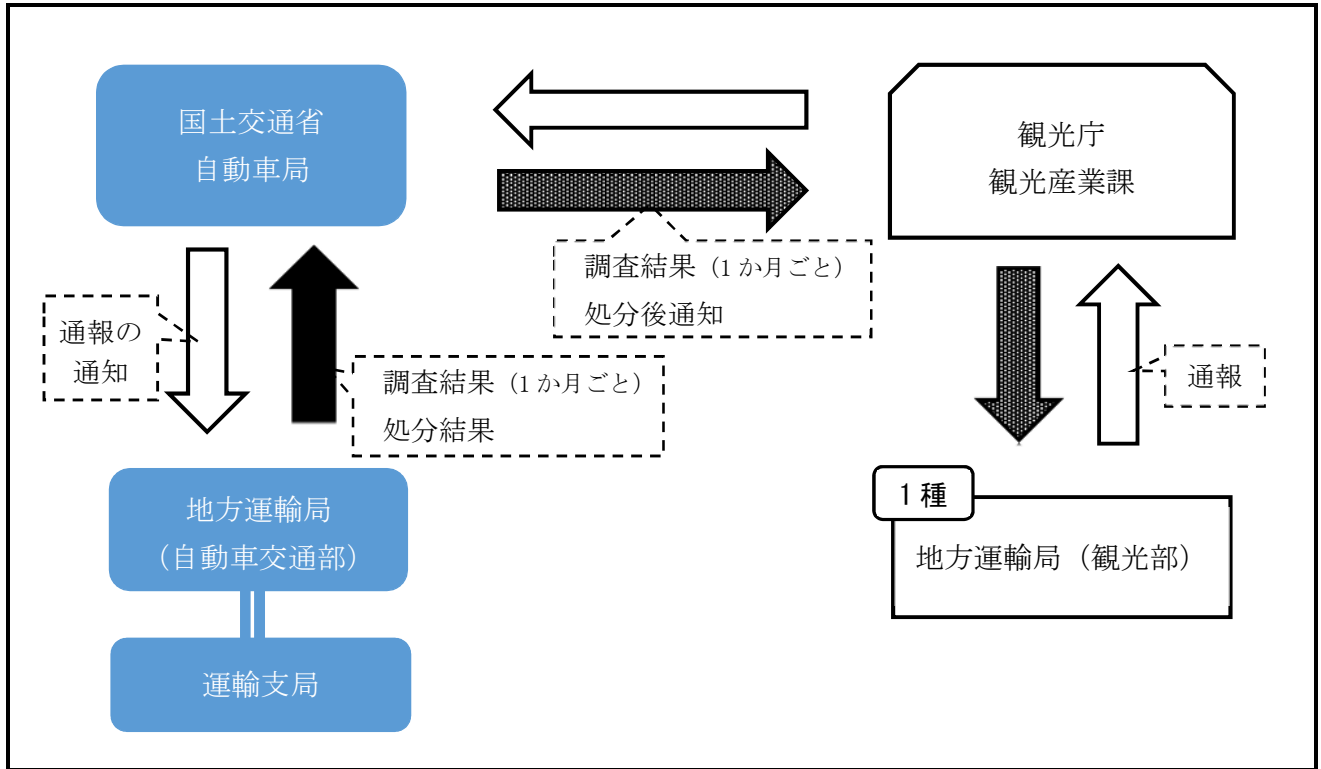 国土交通省
自動車局
観光庁
観光産業課
調査結果（1か月ごと）
処分後通知
通報の
通知
調査結果（1か月ごと）
処分結果
通報
地方運輸局
（自動車交通部）
1種
地方運輸局（観光部）
運輸支局